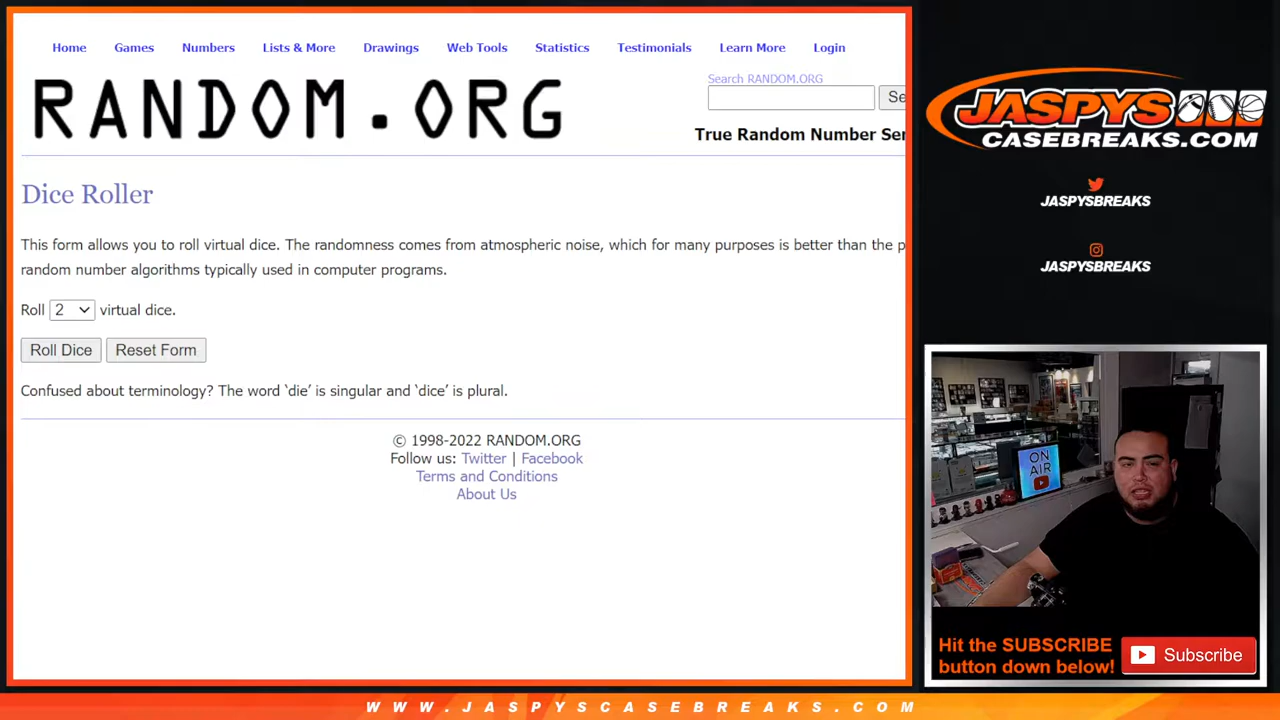 Home Games Numbers Lists & More Drawings Web Tools Statistics Testimonials Learn More Login
RANDOM.ORG
Search RANDOM.ORG
Se
True Random Number Ser
Dice Roller
This form allows you to roll virtual dice. The randomness comes from atmospheric noise, which for many purposes is better than the p
random number algorithms typically used in computer programs.
Roll 2 virtual dice.
Roll Dice Reset Form
Confused about terminology? The word ‘die’ is singular and ‘dice’ is plural.
© 1998-2022 RANDOM.ORG
Follow us: Twitter | Facebook
Terms and Conditions
About Us
JASPYS
CASEBREAKS.COM
JASPYSBREAKS
JASPYSBREAKS
ON
AIR
Hit the SUBSCRIBE
button down below!
Subscribe
WWW.JASPYSCASEBREAKS.COM